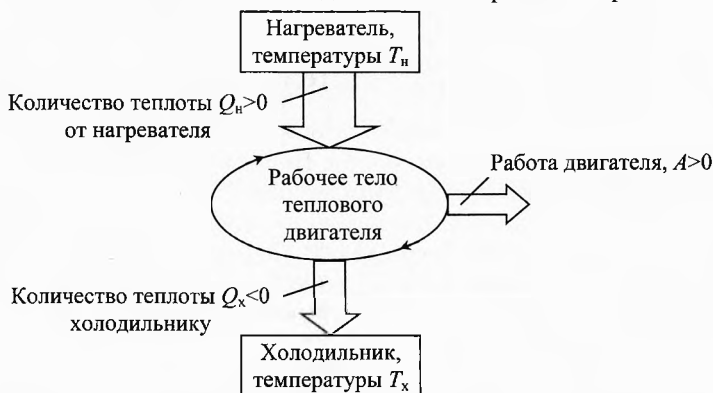 Нагреватель,
температуры Tн
Количество теплоты Qн>0
от нагревателя
Рабочее тело
теплового
двигателя
Работа двигателя, A>0
Количество теплоты Qх<0
холодильнику
Холодильник,
температуры Tх